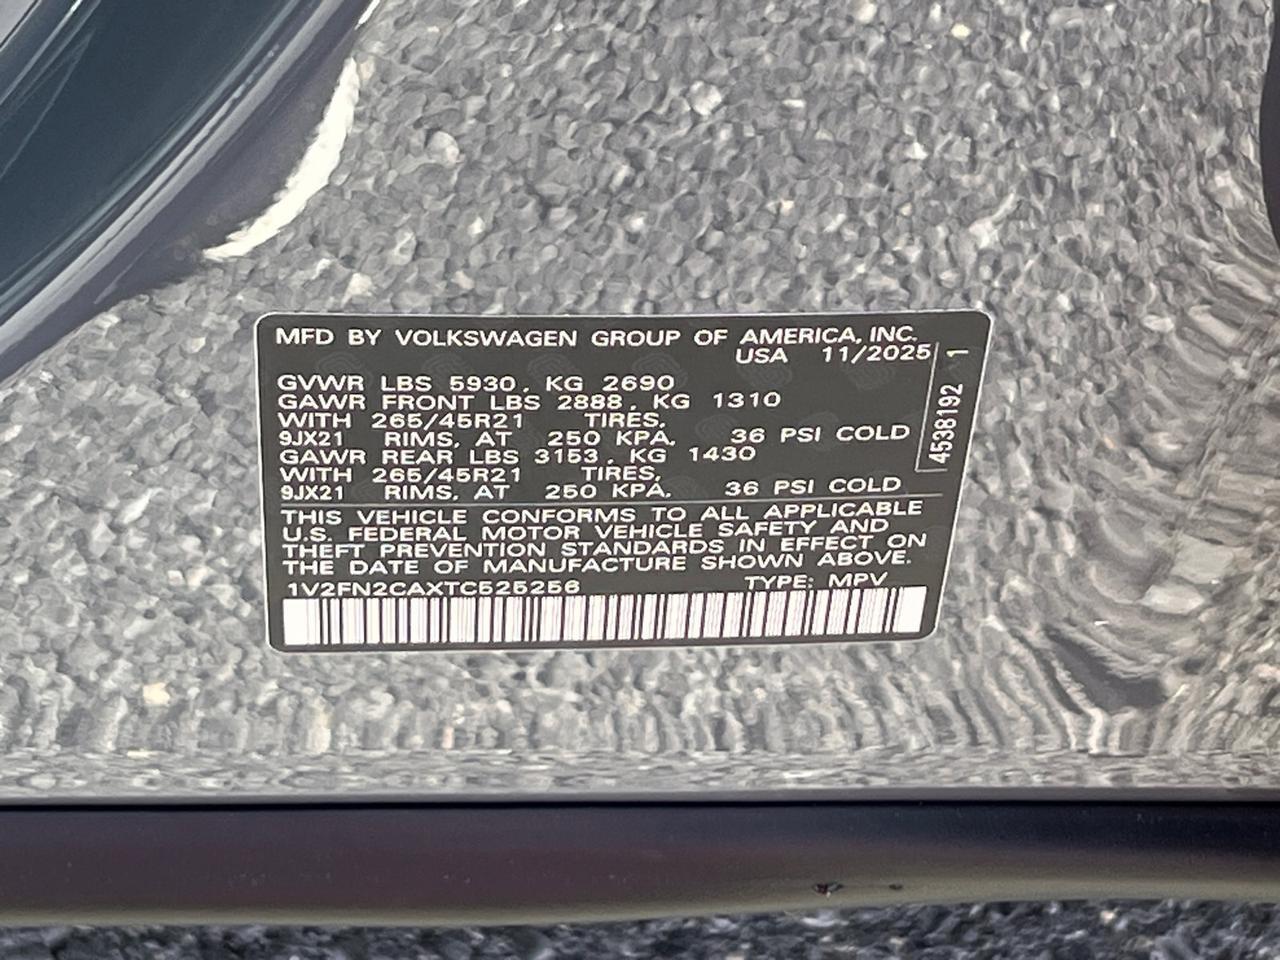 MFD BY VOLKSWAGEN GROUP OF AMERICA, INC.
USA 11/2025
GVWR LBS 5930, KG 2690
GAWR FRONT LBS 2888, KG 1310
WITH 265/45R21 TIRES,
9JX21 RIMS, AT 250 KPA, 36 PSI COLD
GAWR REAR LBS 3153, KG 1430
WITH 265/45R21 TIRES,
9JX21 RIMS, AT 250 KPA, 36 PSI COLD
THIS VEHICLE CONFORMS TO ALL APPLICABLE
U.S. FEDERAL MOTOR VEHICLE SAFETY AND
THEFT PREVENTION STANDARDS IN EFFECT ON
THE DATE OF MANUFACTURE SHOWN ABOVE.
1V2FN2CAXTC525256 TYPE: MPV
4538192 1